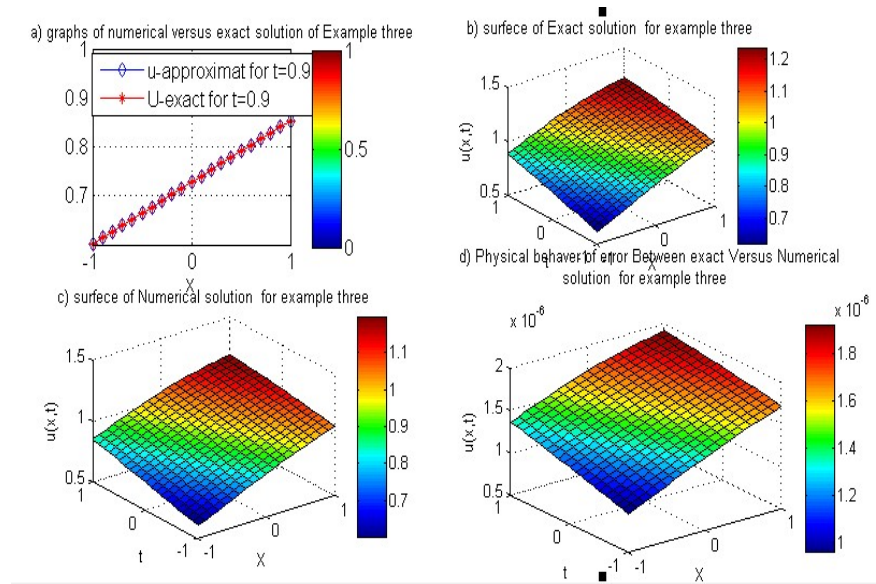 a) graphs of numerical versus exact solution of Example three
u-approximat for t=0.9
U-exact for t=0.9
1
0.9
0.8
0.7
-1
0
1
X
1
0.5
0
b) surfece of Exact solution for example three
u(x,t)
1.5
1
0.5
1
0
-1
t
-1
0
1
X
1.2
1.1
1
0.9
0.8
0.7
c) surfece of Numerical solution for example three
u(x,t)
1.5
1
0.5
1
0
-1
t
-1
0
1
X
1.1
1
0.9
0.8
0.7
d) Physical behaver of error Between exact Versus Numerical
solution for example three
x 10-6
u(x,t)
2
1.5
1
0.5
1
0
-1
t
-1
0
1
X
x 10-6
1.8
1.6
1.4
1.2
1